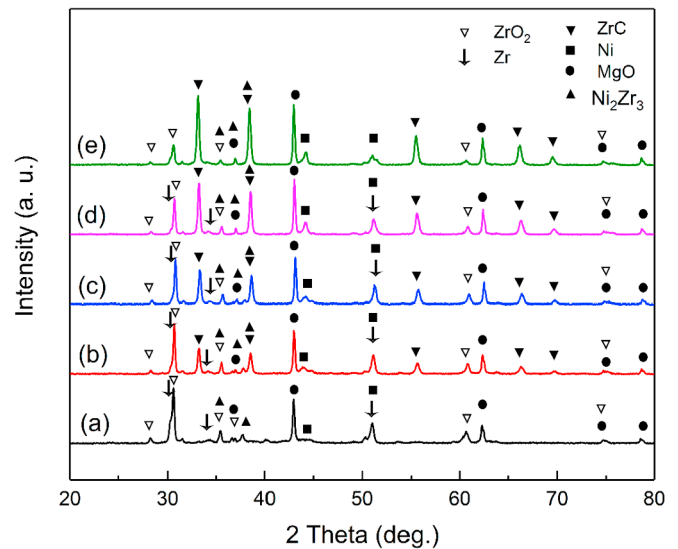 ZrO₂
Zr
ZrC
Ni
MgO
Ni₂Zr₃
(e)
(d)
(c)
(b)
(a)
Intensity (a. u.)
20 30 40 50 60 70 80
2 Theta (deg.)